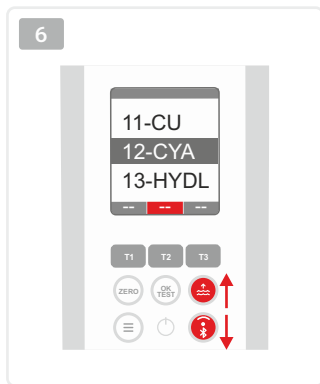 6
11-CU
12-CYA
13-HYDL
-- -- --
T1 T2 T3
ZERO OK TEST